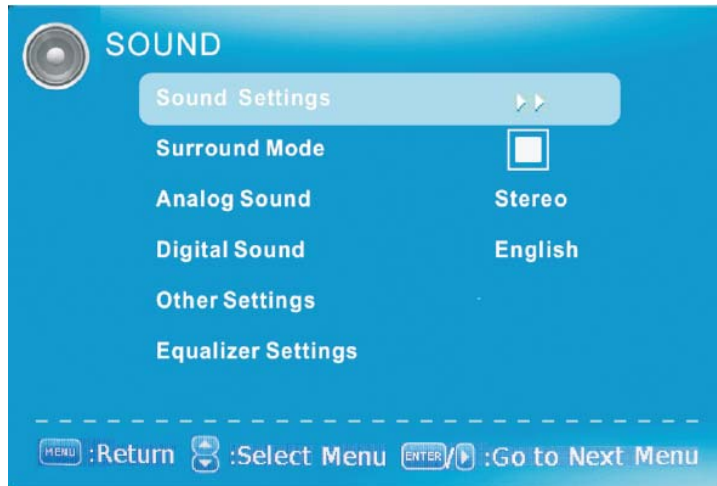 SOUND
Sound Settings
Surround Mode
Analog Sound Stereo
Digital Sound English
Other Settings
Equalizer Settings
MENU :Return :Select Menu ENTER/ :Go to Next Menu